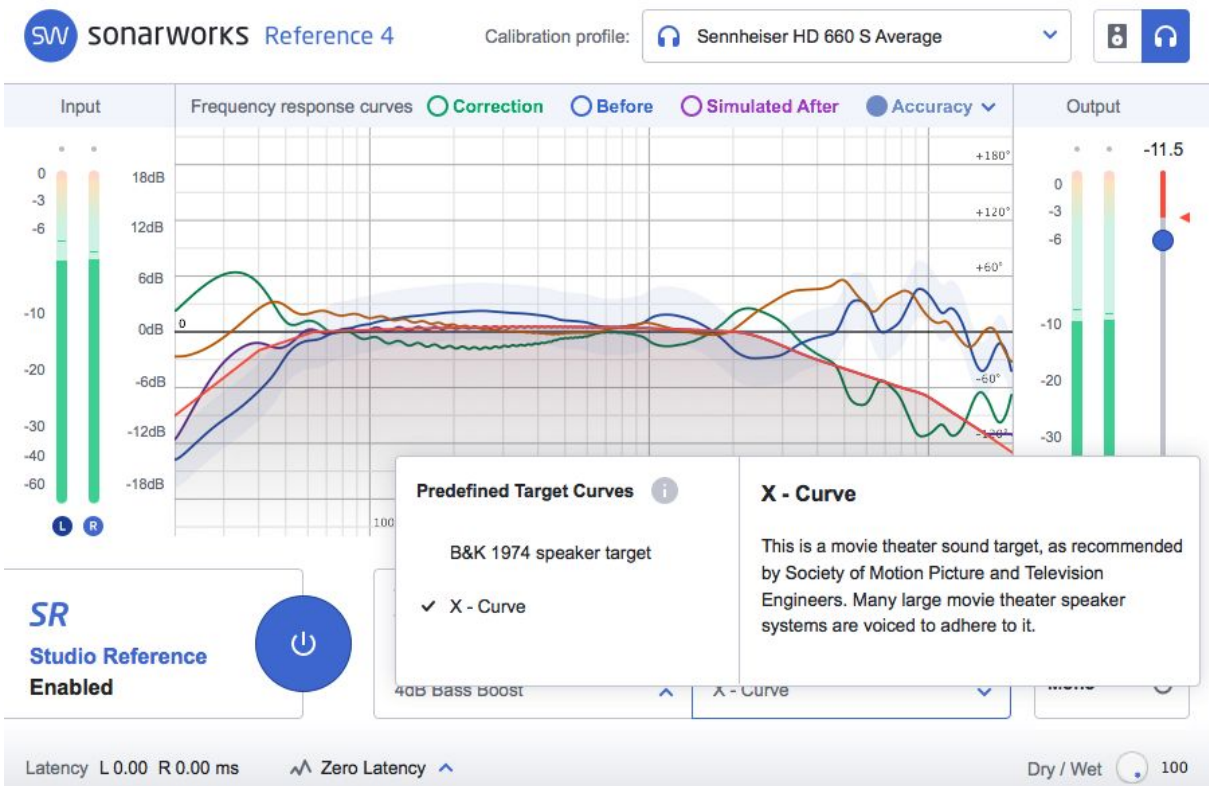 SW sonarworks Reference 4
Calibration profile:
Sennheiser HD 660 S Average
Input
Frequency response curves
Correction
Before
Simulated After
Accuracy
Output
-11.5
0
-3
-6
-10
-20
-30
-40
-60
L
R
18dB
12dB
6dB
0dB
-6dB
-12dB
-18dB
0
+180°
+120°
+60°
-60°
-120°
100
0
-3
-6
-10
-20
-30
Predefined Target Curves i
B&K 1974 speaker target
X - Curve
X - Curve
This is a movie theater sound target, as recommended
by Society of Motion Picture and Television
Engineers. Many large movie theater speaker
systems are voiced to adhere to it.
SR
Studio Reference
Enabled
4dB Bass Boost
X - Curve
Mono
Latency L 0.00 R 0.00 ms
Zero Latency
Dry / Wet
100